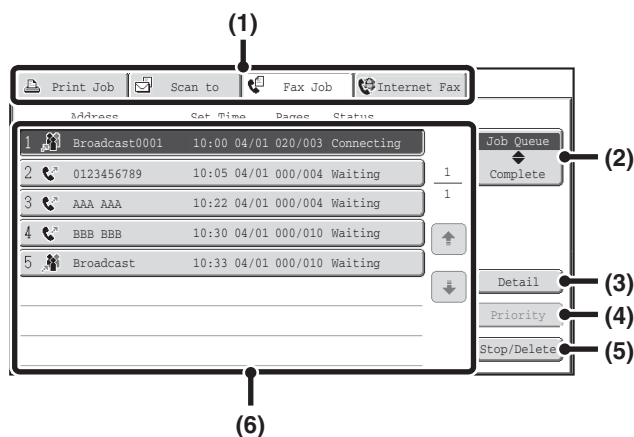 (1)
Print Job Scan to Fax Job Internet Fax
Address Set Time Pages Status
1 Broadcast0001 10:00 04/01 020/003 Connecting
2 0123456789 10:05 04/01 000/004 Waiting
3 AAA AAA 10:22 04/01 000/004 Waiting
4 BBB BBB 10:30 04/01 000/010 Waiting
5 Broadcast 10:33 04/01 000/010 Waiting
1
1
Job Queue
Complete
(2)
Detail
(3)
Priority
(4)
Stop/Delete
(5)
(6)